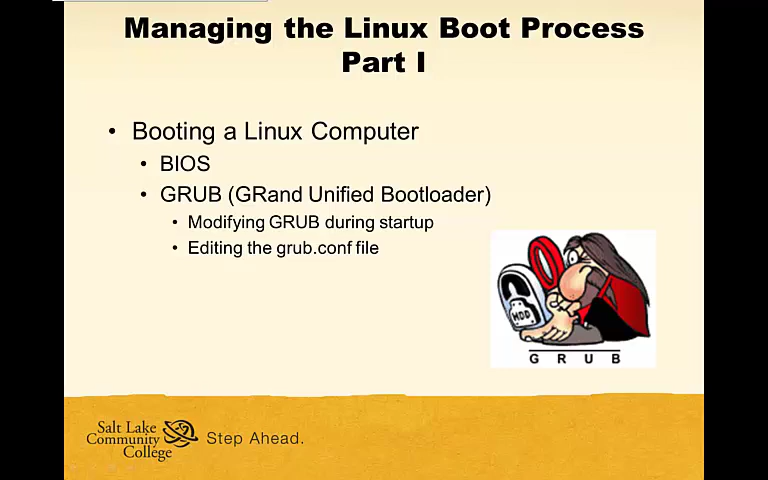 Managing the Linux Boot Process
Part I
• Booting a Linux Computer
• BIOS
• GRUB (GRand Unified Bootloader)
• Modifying GRUB during startup
• Editing the grub.conf file
HDD
G R U B
Salt Lake
Community
College
Step Ahead.